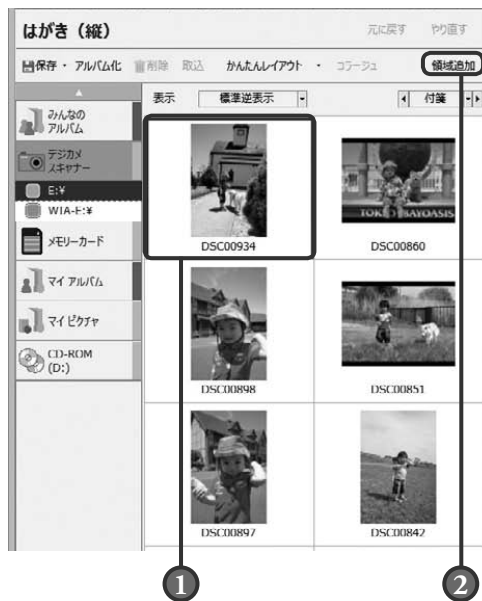 はがき（縦）
元に戻す やり直す
保存・ アルバム化 削除 取込 かんたんレイアウト ・ コラージュ 領域追加
表示 標準逆表示 付箋
みんなの
アルバム
デジカメ
スキャナー
E:¥
WIA-E:¥
メモリーカード
マイ アルバム
マイ ピクチャ
CD-ROM
(D:)
DSC00934 DSC00860
TOKYO BAYOASIS
DSC00898 DSC00851
DSC00897 DSC00842
1 2